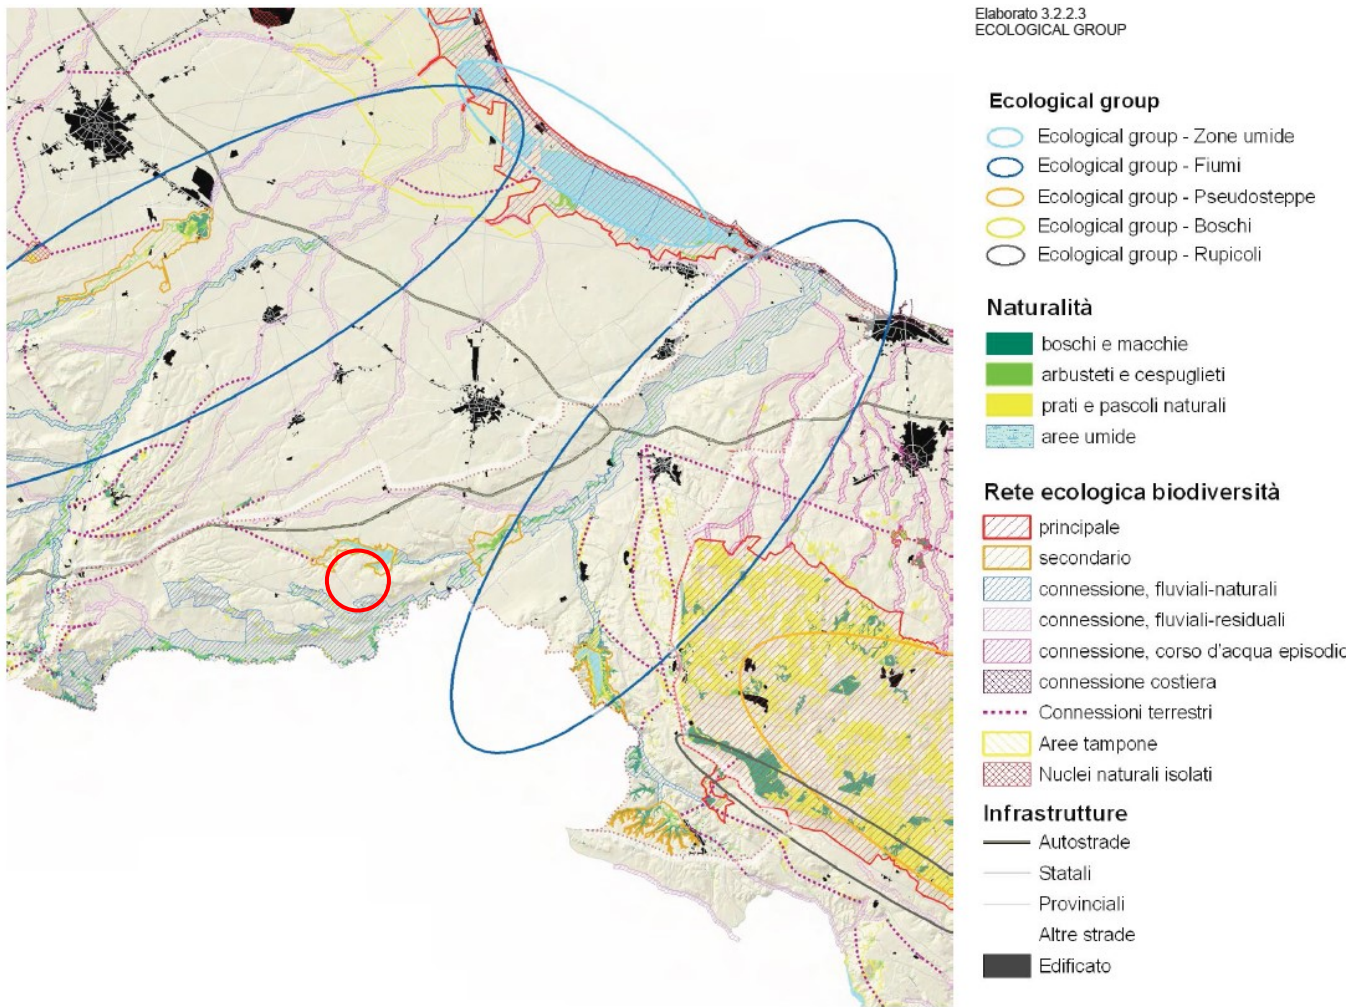 Elaborato 3.2.2.3
ECOLOGICAL GROUP
Ecological group
Ecological group - Zone umide
Ecological group - Fiumi
Ecological group - Pseudosteppe
Ecological group - Boschi
Ecological group - Rupicoli
Naturalità
boschi e macchie
arbusteti e cespuglieti
prati e pascoli naturali
aree umide
Rete ecologica biodiversità
principale
secondario
connessione, fluviali-naturali
connessione, fluviali-residuali
connessione, corso d'acqua episodic
connessione costiera
Connessioni terrestri
Aree tampone
Nuclei naturali isolati
Infrastrutture
Autostrade
Statali
Provinciali
Altre strade
Edificato